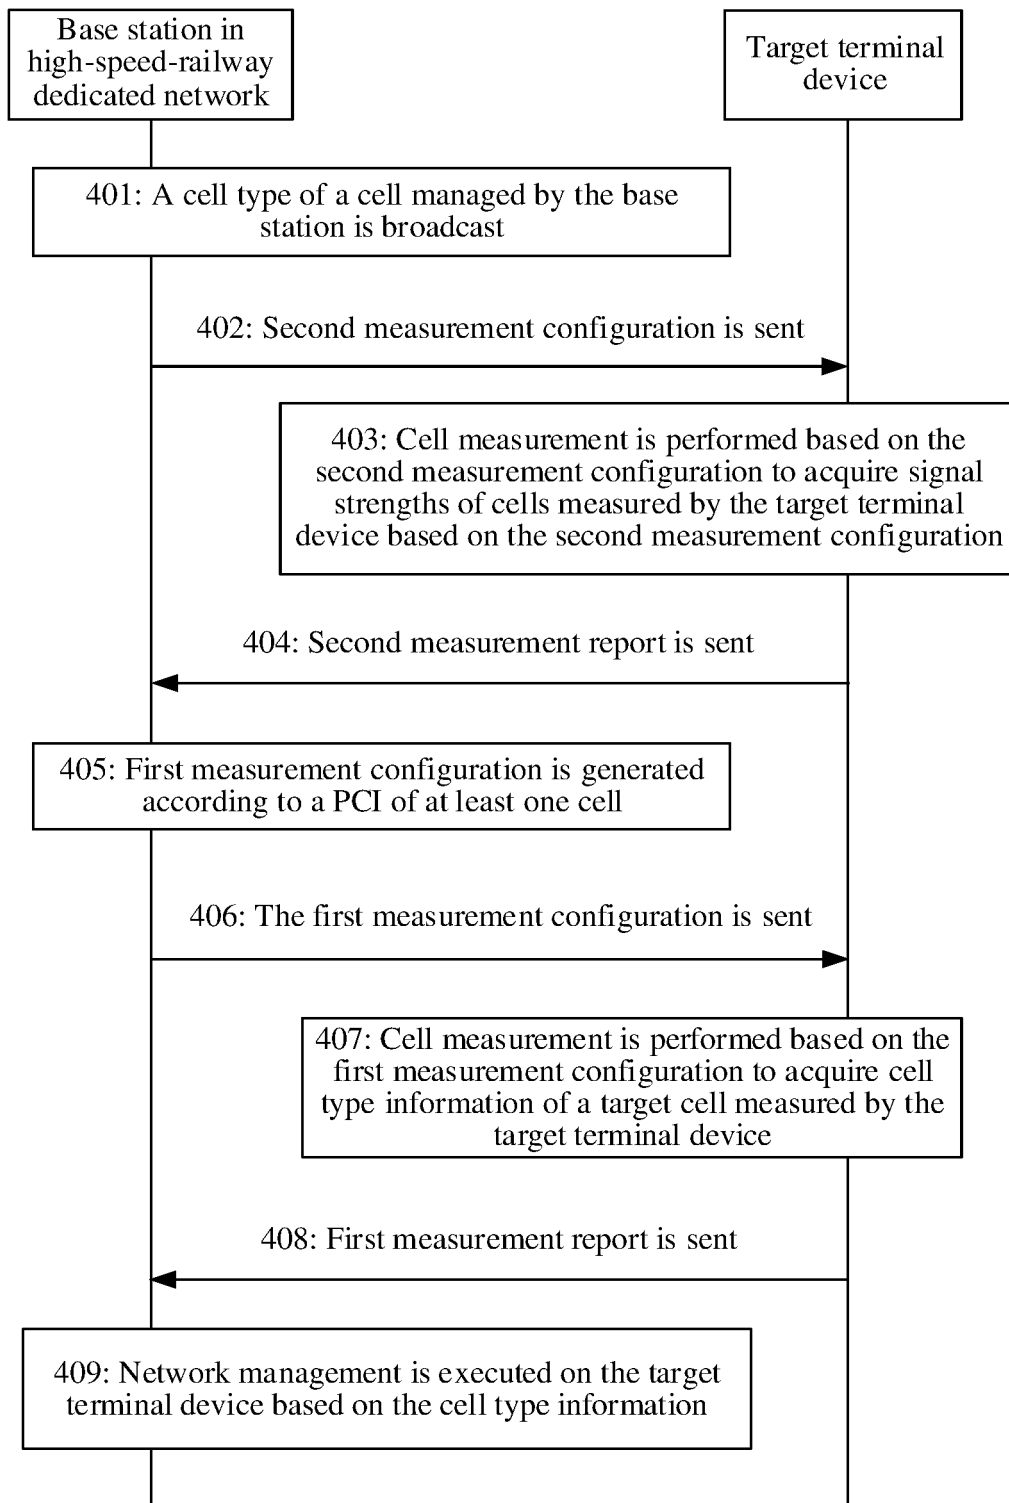 Base station in
high-speed-railway
dedicated network
Target terminal
device
401: A cell type of a cell managed by the base
station is broadcast
402: Second measurement configuration is sent
403: Cell measurement is performed based on the
second measurement configuration to acquire signal
strengths of cells measured by the target terminal
device based on the second measurement configuration
404: Second measurement report is sent
405: First measurement configuration is generated
according to a PCI of at least one cell
406: The first measurement configuration is sent
407: Cell measurement is performed based on the
first measurement configuration to acquire cell
type information of a target cell measured by the
target terminal device
408: First measurement report is sent
409: Network management is executed on the target
terminal device based on the cell type information